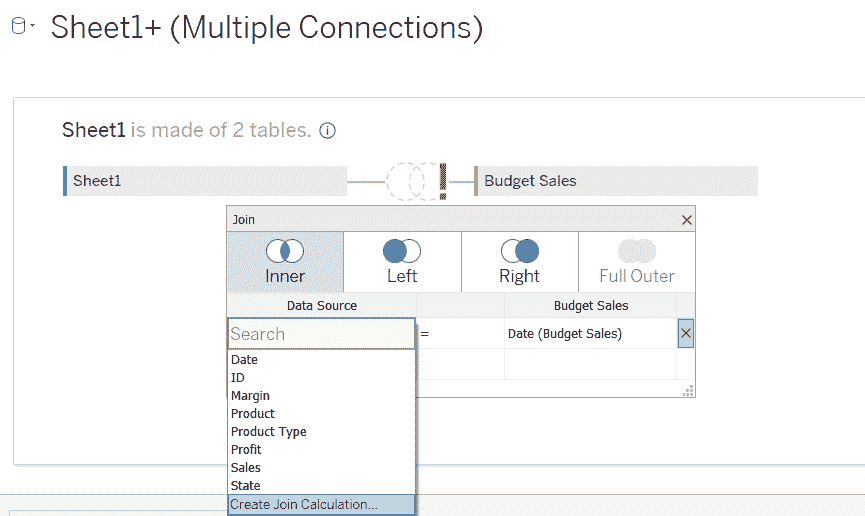 Sheet1+ (Multiple Connections)
Sheet1 is made of 2 tables.
Sheet1
Budget Sales
Join
Inner
Left
Right
Full Outer
Data Source
Budget Sales
Search
=
Date (Budget Sales)
Date
ID
Margin
Product
Product Type
Profit
Sales
State
Create Join Calculation...